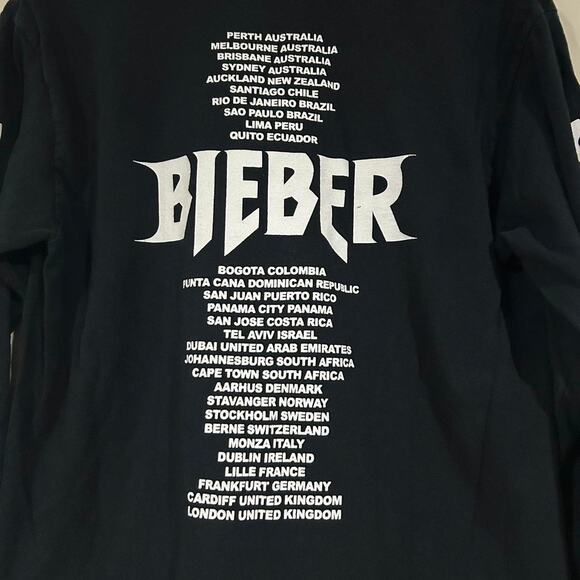 PERTH AUSTRALIA
MELBOURNE AUSTRALIA
BRISBANE AUSTRALIA
SYDNEY AUSTRALIA
AUCKLAND NEW ZEALAND
SANTIAGO CHILE
RIO DE JANEIRO BRAZIL
SAO PAULO BRAZIL
LIMA PERU
QUITO ECUADOR
BIEBER
BOGOTA COLOMBIA
PUNTA CANA DOMINICAN REPUBLIC
SAN JUAN PUERTO RICO
PANAMA CITY PANAMA
SAN JOSE COSTA RICA
TEL AVIV ISRAEL
DUBAI UNITED ARAB EMIRATES
JOHANNESBURG SOUTH AFRICA
CAPE TOWN SOUTH AFRICA
AARHUS DENMARK
STAVANGER NORWAY
STOCKHOLM SWEDEN
BERNE SWITZERLAND
MONZA ITALY
DUBLIN IRELAND
LILLE FRANCE
FRANKFURT GERMANY
CARDIFF UNITED KINGDOM
LONDON UNITED KINGDOM